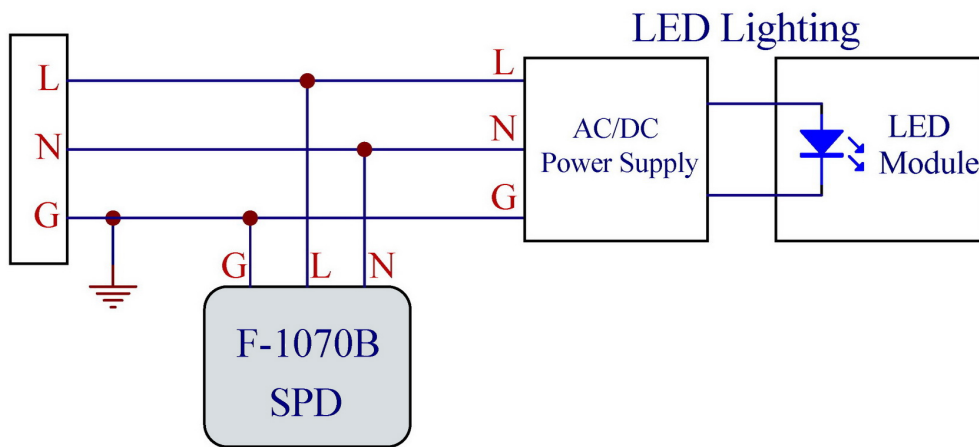 LED Lighting
L
L
N
N
G
G
AC/DC
Power Supply
LED
Module
G
L
N
F-1070B
SPD